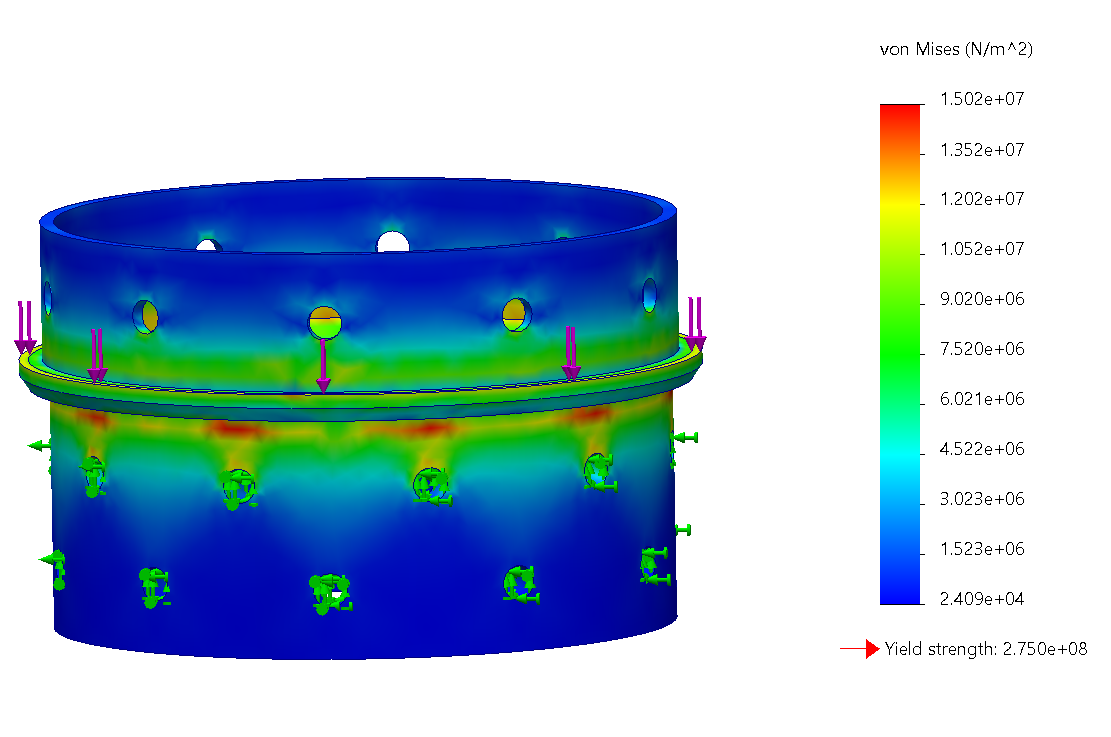 von Mises (N/m^2)
1.502e+07
1.352e+07
1.202e+07
1.052e+07
9.020e+06
7.520e+06
6.021e+06
4.522e+06
3.023e+06
1.523e+06
2.409e+04
Yield strength: 2.750e+08